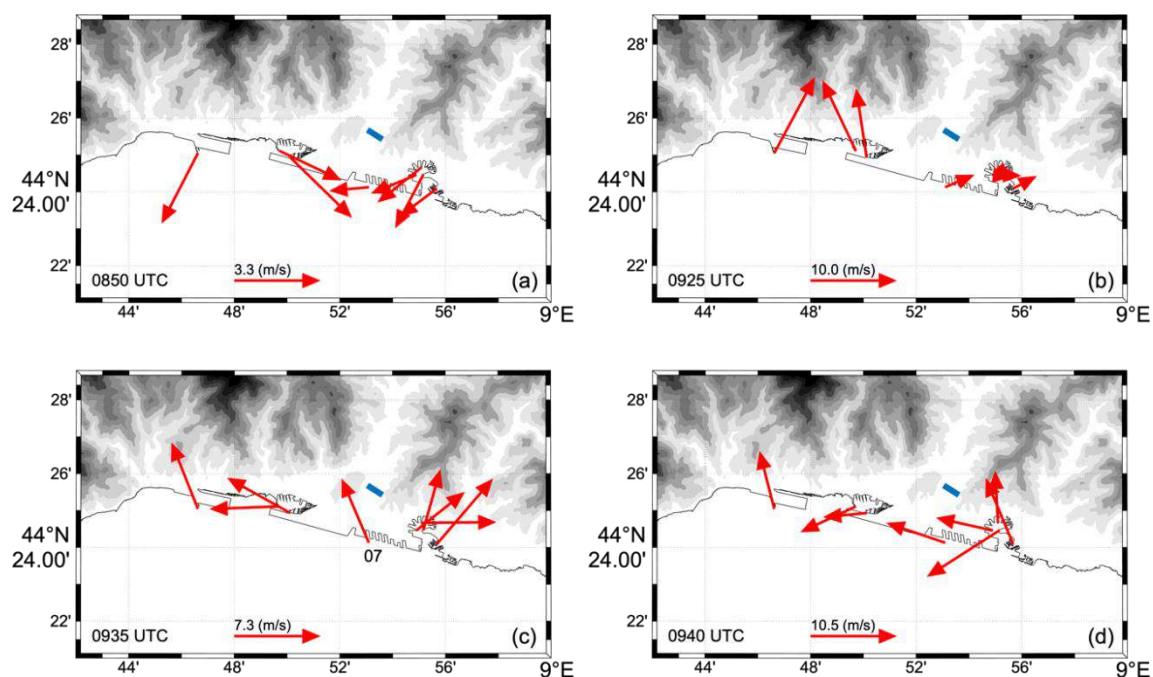 28'
26'
44°N
24.00'
22'
3.3 (m/s)
0850 UTC
(a)
44'
48'
52'
56'
9°E
28'
26'
44°N
24.00'
22'
10.0 (m/s)
0925 UTC
(b)
44'
48'
52'
56'
9°E
28'
26'
07
44°N
24.00'
22'
7.3 (m/s)
0935 UTC
(c)
44'
48'
52'
56'
9°E
28'
26'
44°N
24.00'
22'
10.5 (m/s)
0940 UTC
(d)
44'
48'
52'
56'
9°E